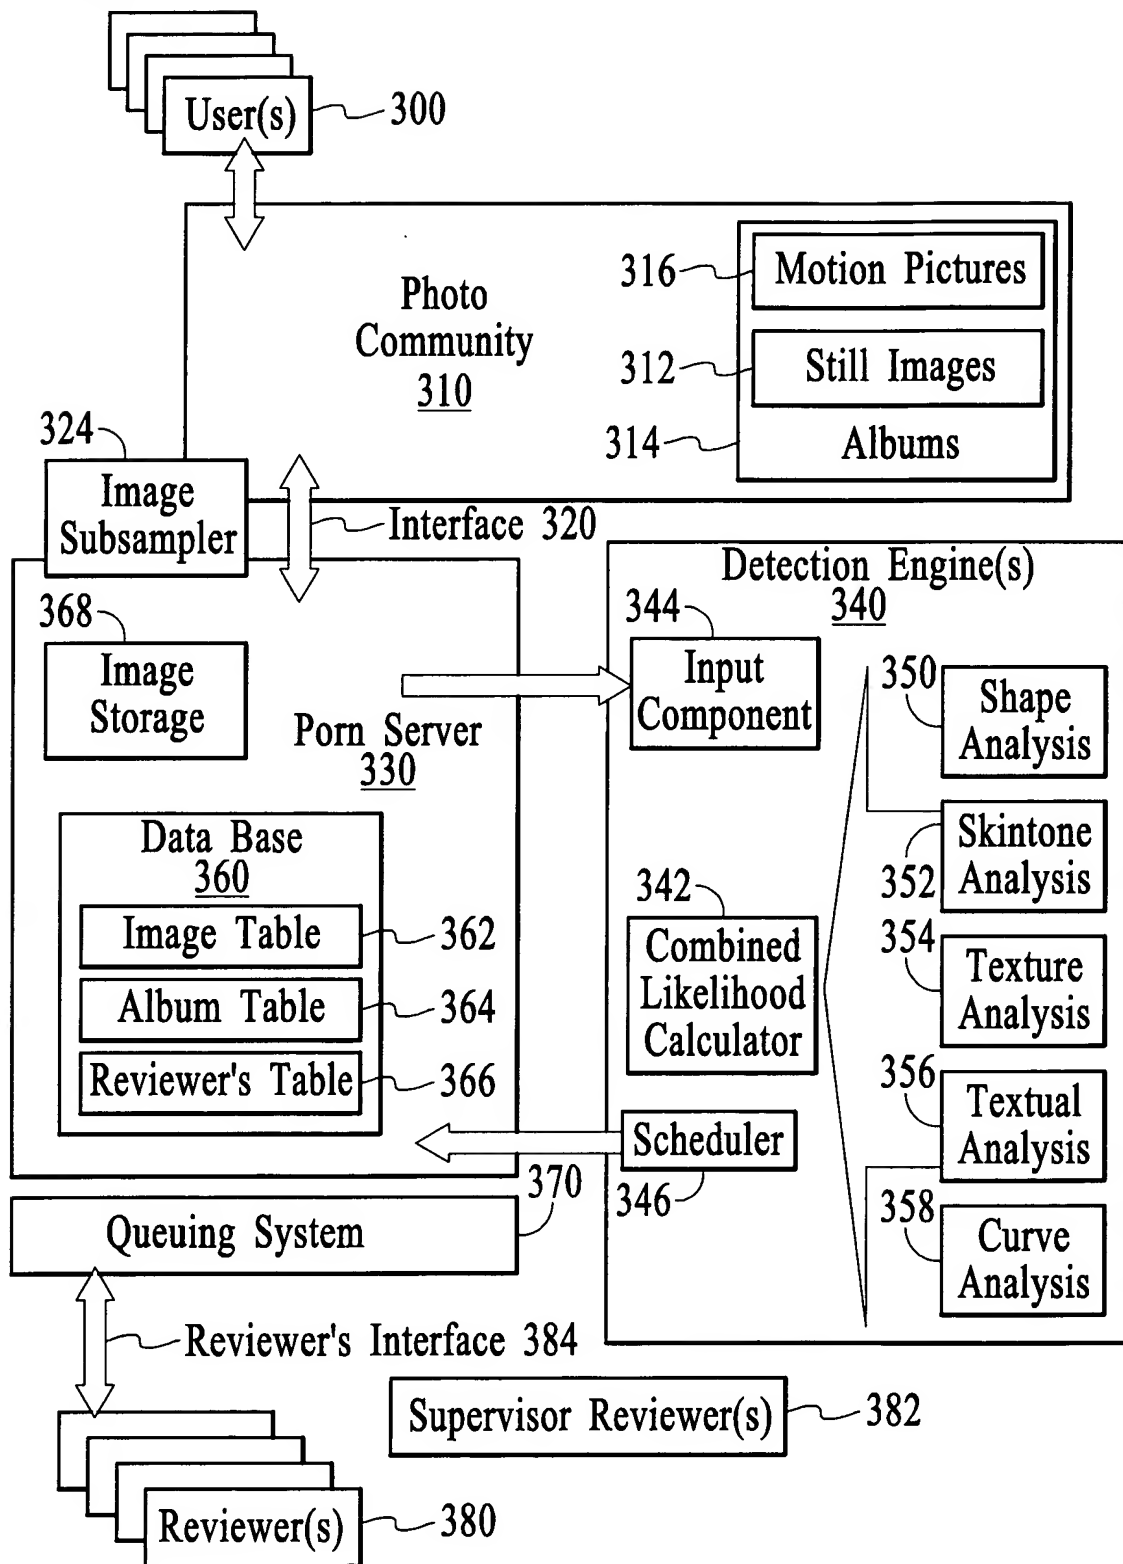 User(s)
300
Photo
Community
310
316
Motion Pictures
312
Still Images
314
Albums
324
Image
Subsampler
Interface 320
Detection Engine(s)
340
368
Image
Storage
Porn Server
330
344
Input
Component
350
Shape
Analysis
Data Base
360
Image Table
362
Album Table
364
Reviewer's Table
366
342
Combined
Likelihood
Calculator
352
Skintone
Analysis
354
Texture
Analysis
356
Textual
Analysis
Scheduler
346
358
Curve
Analysis
370
Queuing System
Reviewer's Interface 384
Supervisor Reviewer(s)
382
Reviewer(s)
380